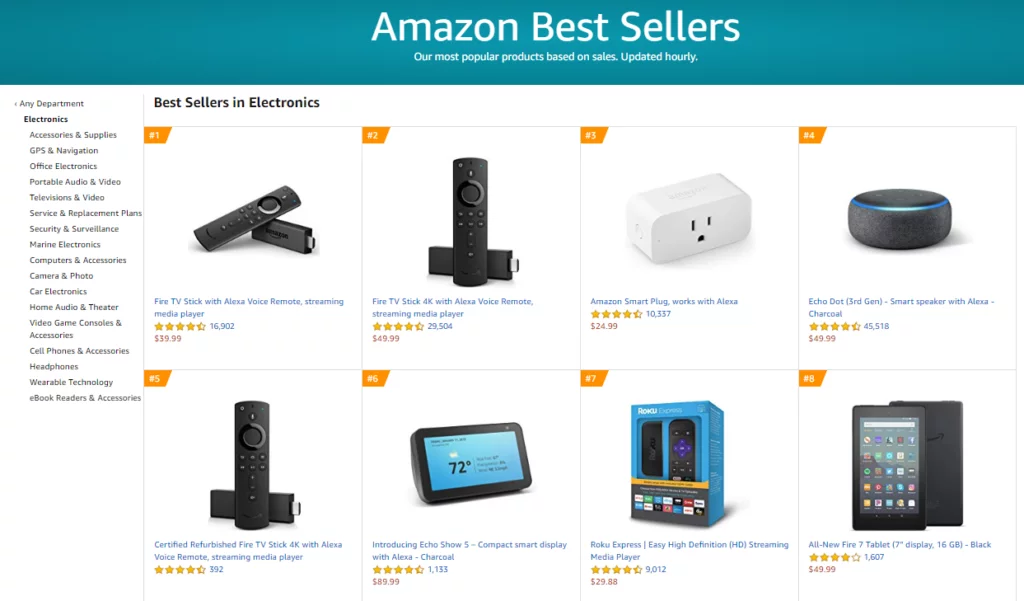 Amazon Best Sellers
Our most popular products based on sales. Updated hourly.
‹ Any Department
Electronics
Accessories & Supplies
GPS & Navigation
Office Electronics
Portable Audio & Video
Televisions & Video
Service & Replacement Plans
Security & Surveillance
Marine Electronics
Computers & Accessories
Camera & Photo
Car Electronics
Home Audio & Theater
Video Game Consoles &
Accessories
Cell Phones & Accessories
Headphones
Wearable Technology
eBook Readers & Accessories
Best Sellers in Electronics
#1
amazon
Fire TV Stick with Alexa Voice Remote, streaming
media player
16,902
$39.99
#2
Fire TV Stick 4K with Alexa Voice Remote,
streaming media player
29,504
$49.99
#3
Amazon Smart Plug, works with Alexa
10,337
$24.99
#4
Echo Dot (3rd Gen) - Smart speaker with Alexa -
Charcoal
45,518
$49.99
#5
Certified Refurbished Fire TV Stick 4K with Alexa
Voice Remote, streaming media player
392
#6
72°
Introducing Echo Show 5 – Compact smart display
with Alexa - Charcoal
1,133
$89.99
#7
Roku Express
Roku
Roku Express | Easy High Definition (HD) Streaming
Media Player
9,012
$29.88
#8
All-New Fire 7 Tablet (7" display, 16 GB) - Black
1,607
$49.99